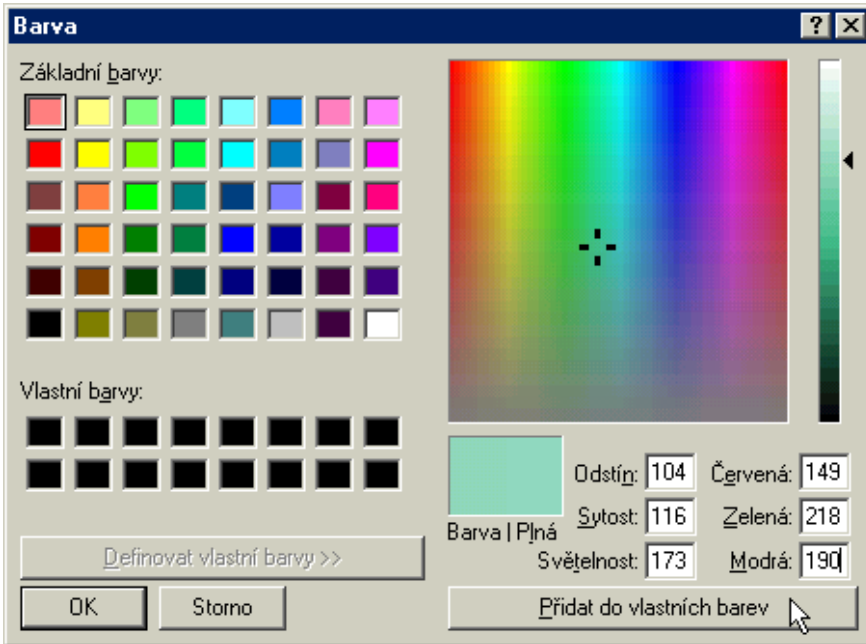 Barva
Základní barvy:
Vlastní barvy:
Definovat vlastní barvy >>
OK
Storno
Barva | Plná
Odstín: 104
Sytost: 116
Světelnost: 173
Červená: 149
Zelená: 218
Modrá: 190
Přidat do vlastních barev